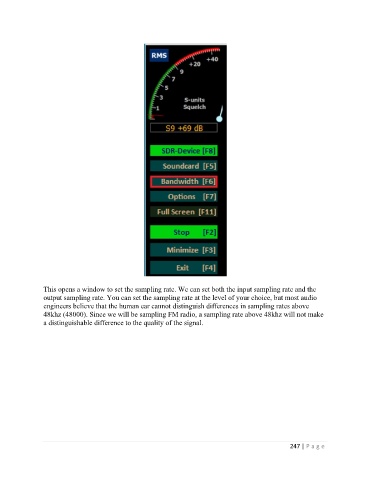 RMS
+40
+20
9
7
5
3
1
S-units
Squelch
S9 +69 dB
SDR-Device [F8]
Soundcard [F5]
Bandwidth [F6]
Options [F7]
Full Screen [F11]
Stop [F2]
Minimize [F3]
Exit [F4]
This opens a window to set the sampling rate. We can set both the input sampling rate and the
output sampling rate. You can set the sampling rate at the level of your choice, but most audio
engineers believe that the human ear cannot distinguish differences in sampling rates above
48khz (48000). Since we will be sampling FM radio, a sampling rate above 48khz will not make
a distinguishable difference to the quality of the signal.
247 | P a g e